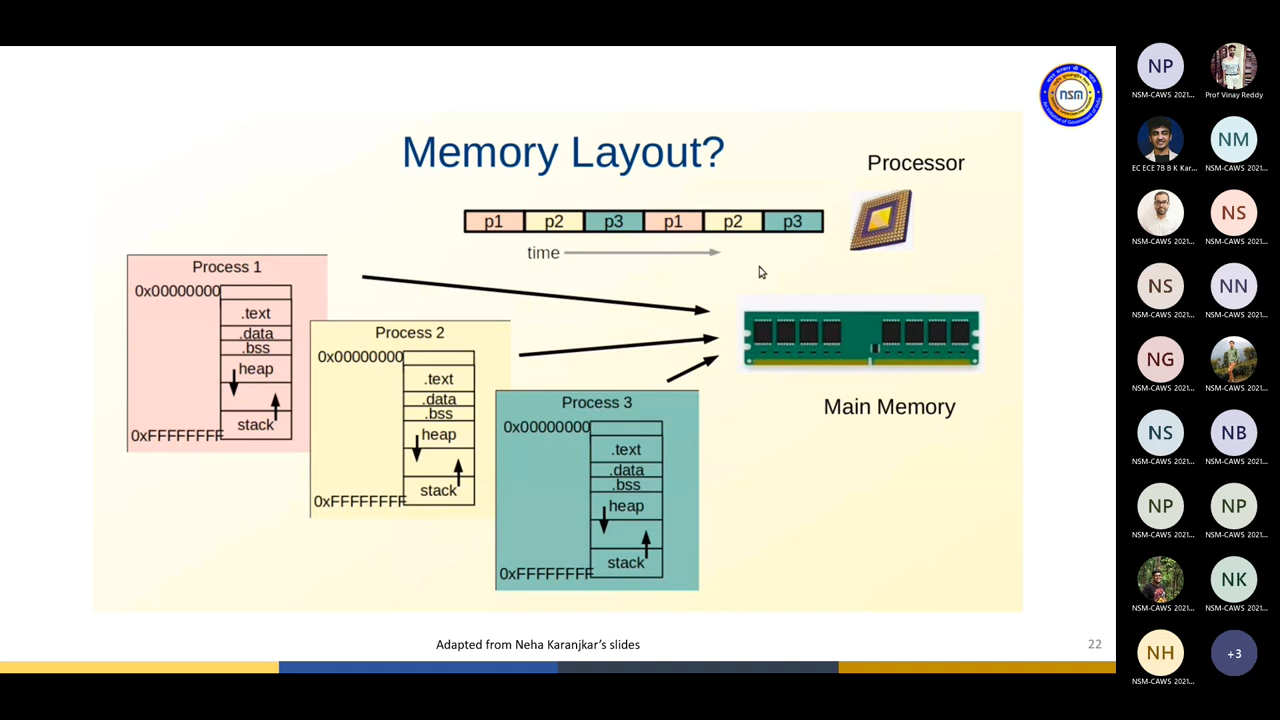 nsm
Memory Layout?
Processor
p1 p2 p3 p1 p2 p3
time
Process 1
0x00000000
.text
.data
.bss
heap
stack
0xFFFFFFFF
Process 2
0x00000000
.text
.data
.bss
heap
stack
0xFFFFFFFF
Process 3
0x00000000
.text
.data
.bss
heap
stack
0xFFFFFFFF
Main Memory
Adapted from Neha Karanjkar's slides
22
NP
NSM-CAWS 2021... Prof Vinay Reddy
NM
EC ECE 7B B K Kar... NSM-CAWS 2021...
NS
NSM-CAWS 2021... NSM-CAWS 2021...
NS NN
NSM-CAWS 2021... NSM-CAWS 2021...
NG
NSM-CAWS 2021... NSM-CAWS 2021...
NS NB
NSM-CAWS 2021... NSM-CAWS 2021...
NP NP
NSM-CAWS 2021... NSM-CAWS 2021...
NK
NSM-CAWS 2021... NSM-CAWS 2021...
NH +3
NSM-CAWS 2021...